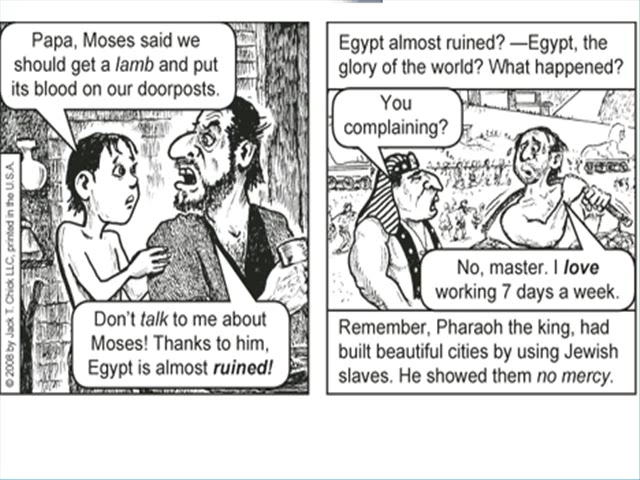 Papa, Moses said we
should get a lamb and put
its blood on our doorposts.
Don't talk to me about
Moses! Thanks to him,
Egypt is almost ruined!
© 2008 by Jack T. Chick LLC, printed in the U.S.A.
Egypt almost ruined? —Egypt, the
glory of the world? What happened?
You
complaining?
No, master. I love
working 7 days a week.
Remember, Pharaoh the king, had
built beautiful cities by using Jewish
slaves. He showed them no mercy.